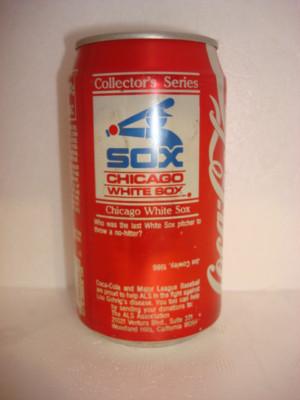 Collector's Series
SOX
CHICAGO
WHITE SOX
Chicago White Sox
Who was the last White Sox pitcher to
throw a no-hitter?
Joe Cowley, 1986
Coca-Cola and Major League Baseball
are proud to help ALS in the fight against
Lou Gehrig's disease. You too can help
by sending your donations to:
The ALS Association
21021 Ventura Blvd., Suite 321
Woodland Hills, California